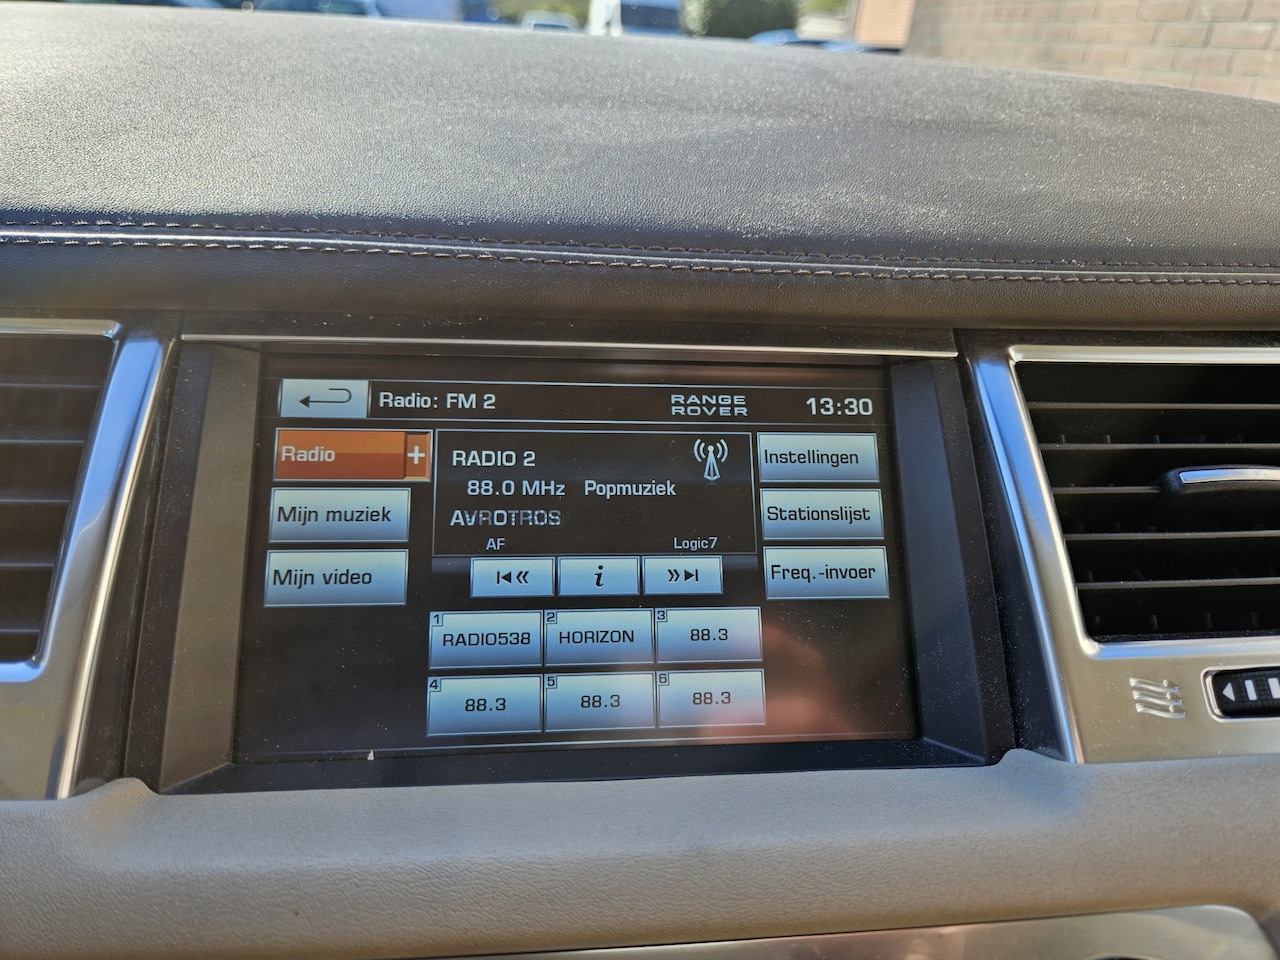 Radio: FM 2
RANGE
ROVER
13:30
Radio +
RADIO 2
Instellingen
88.0 MHz Popmuziek
Mijn muziek
AVROTROS
Stationslijst
AF
Logic7
Mijn video
i
Freq.-invoer
1 RADIO538
2 HORIZON
3 88.3
4 88.3
5 88.3
6 88.3